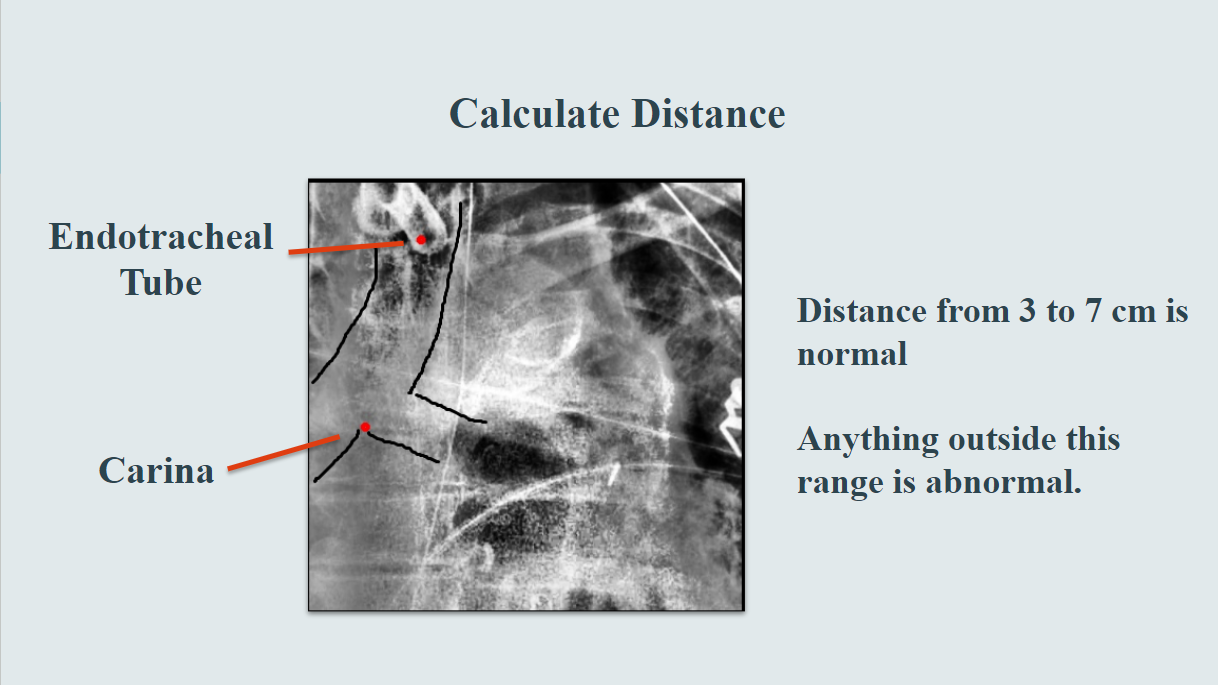 Calculate Distance
Endotracheal
Tube
Carina
Distance from 3 to 7 cm is
normal
Anything outside this
range is abnormal.